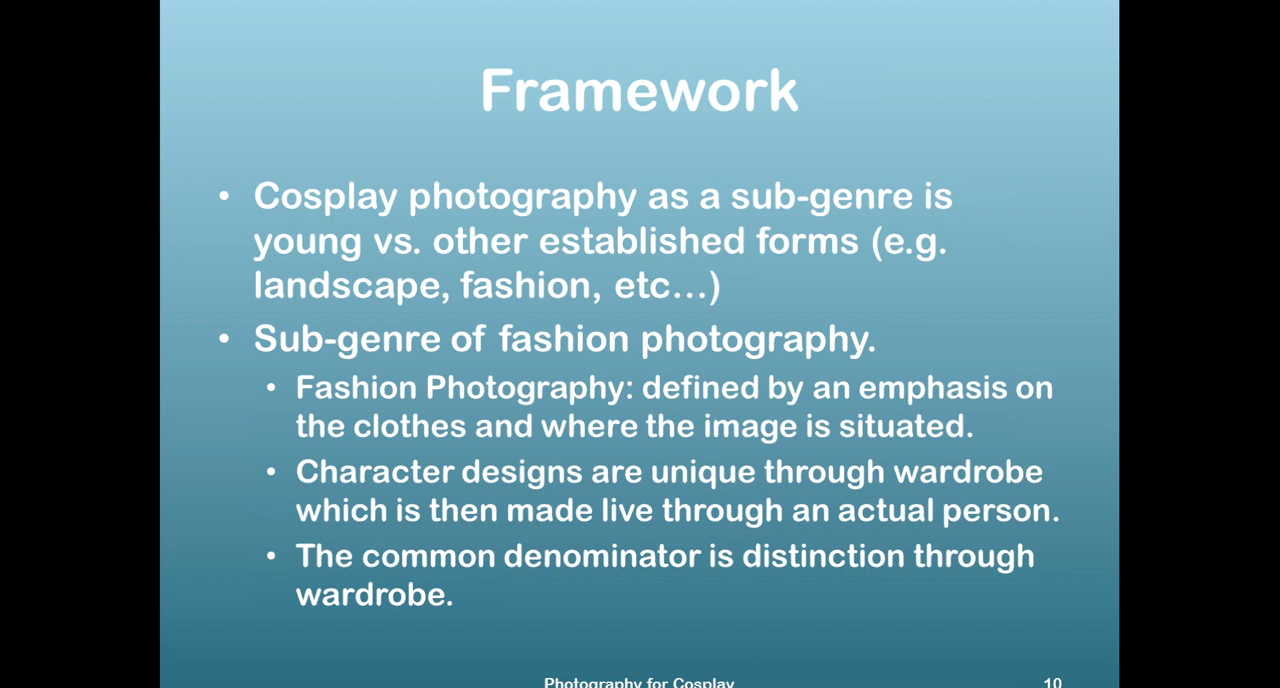 Framework
• Cosplay photography as a sub-genre is
young vs. other established forms (e.g.
landscape, fashion, etc...)
• Sub-genre of fashion photography.
• Fashion Photography: defined by an emphasis on
the clothes and where the image is situated.
• Character designs are unique through wardrobe
which is then made live through an actual person.
• The common denominator is distinction through
wardrobe.
Photography for Cosplay
10